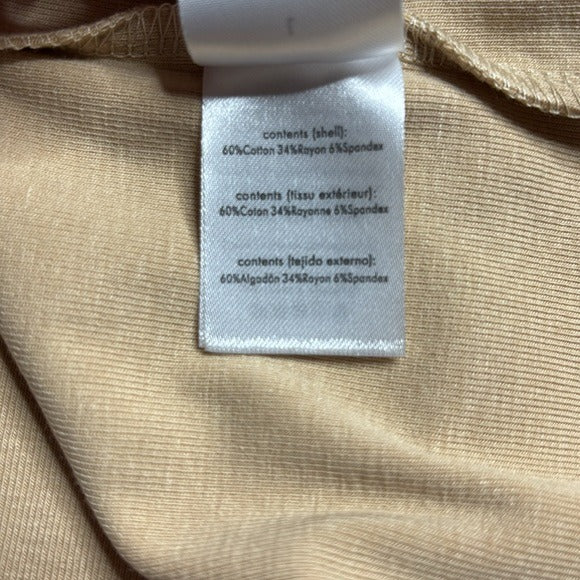 contents (shell):
60%Cotton 34%Rayon 6%Spandex
contents (tissu extérieur):
60%Coton 34%Rayonne 6%Spandex
contents (tejido externo):
60%Algodón 34%Rayon 6%Spandex